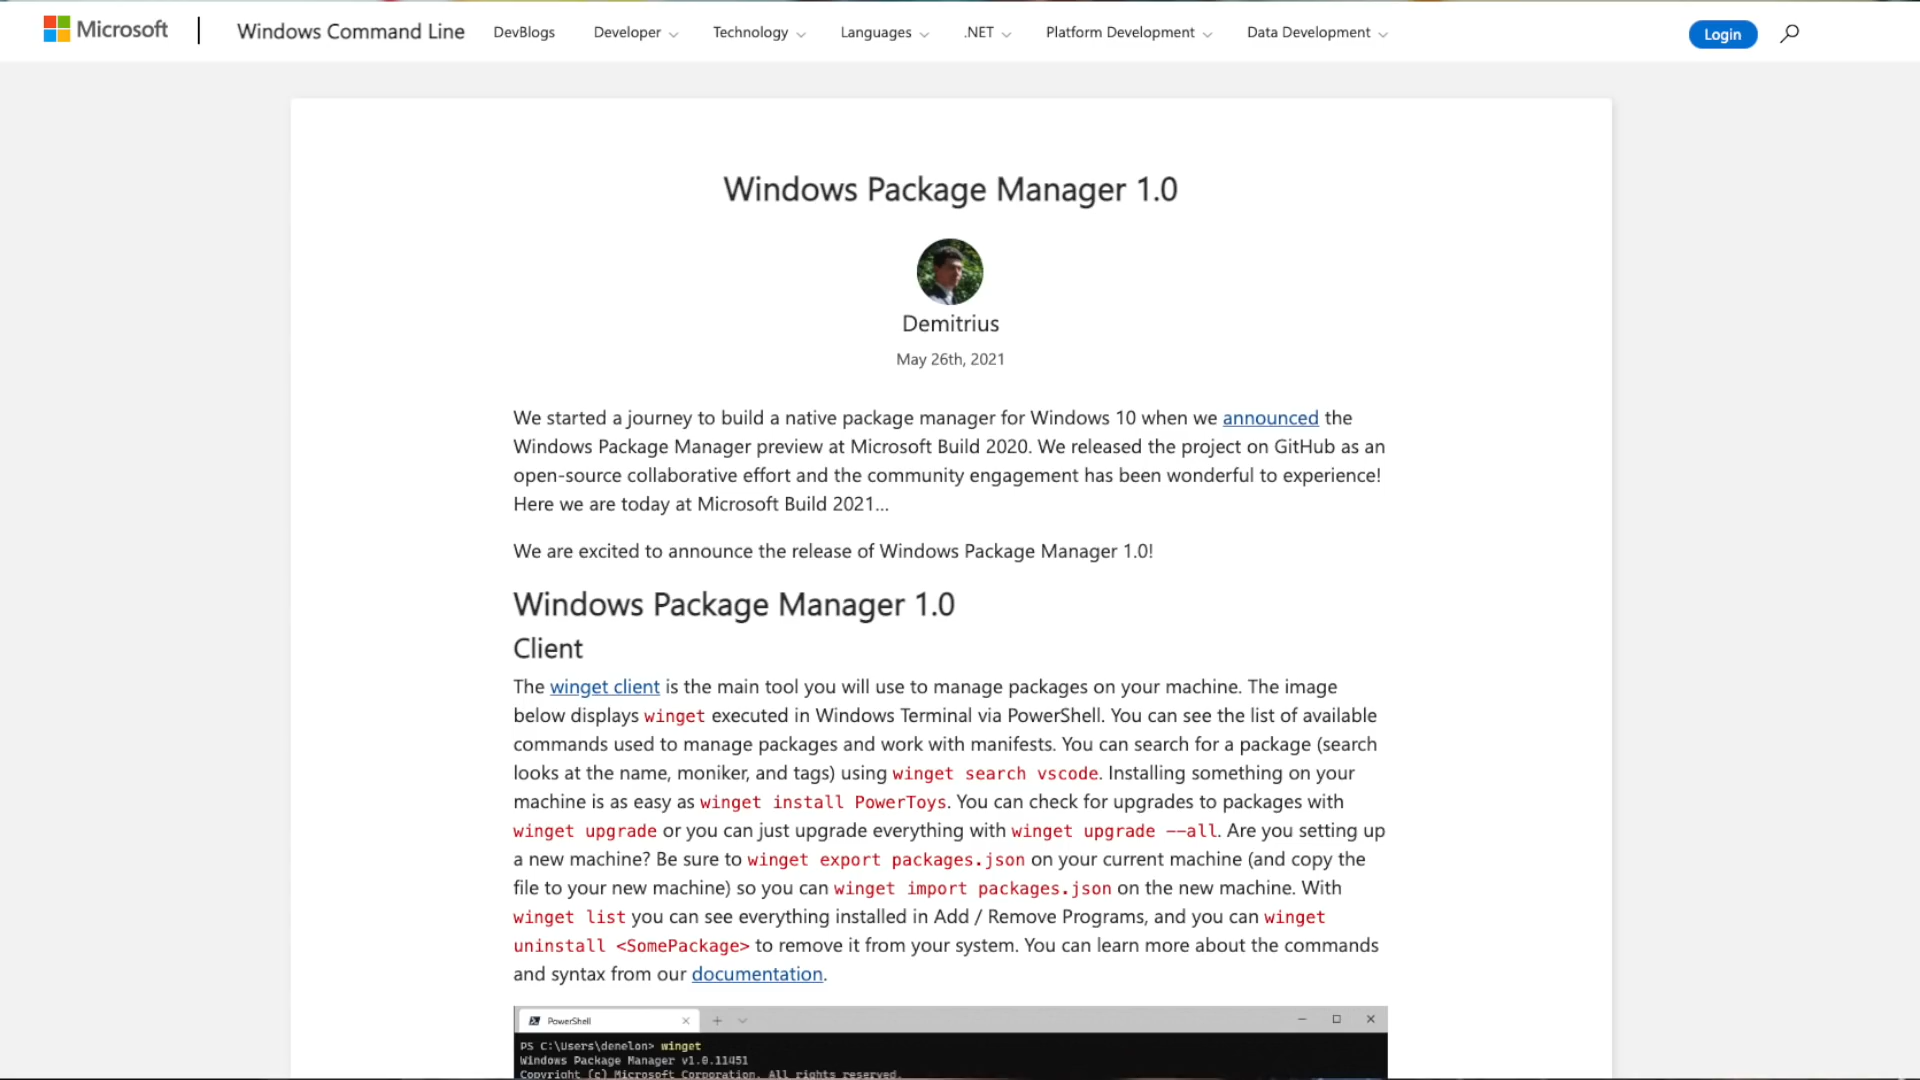 Microsoft
Windows Command Line
DevBlogs
Developer
Technology
Languages
.NET
Platform Development
Data Development
Login
Windows Package Manager 1.0
Demitrius
May 26th, 2021
We started a journey to build a native package manager for Windows 10 when we announced the
Windows Package Manager preview at Microsoft Build 2020. We released the project on GitHub as an
open-source collaborative effort and the community engagement has been wonderful to experience!
Here we are today at Microsoft Build 2021…
We are excited to announce the release of Windows Package Manager 1.0!
Windows Package Manager 1.0
Client
The winget client is the main tool you will use to manage packages on your machine. The image
below displays winget executed in Windows Terminal via PowerShell. You can see the list of available
commands used to manage packages and work with manifests. You can search for a package (search
looks at the name, moniker, and tags) using winget search vscode. Installing something on your
machine is as easy as winget install PowerToys. You can check for upgrades to packages with
winget upgrade or you can just upgrade everything with winget upgrade --all. Are you setting up
a new machine? Be sure to winget export packages.json on your current machine (and copy the
file to your new machine) so you can winget import packages.json on the new machine. With
winget list you can see everything installed in Add / Remove Programs, and you can winget
uninstall <SomePackage> to remove it from your system. You can learn more about the commands
and syntax from our documentation.
PowerShell
PS C:\Users\denelon> winget
Windows Package Manager v1.0.11451
Copyright (c) Microsoft Corporation. All rights reserved.